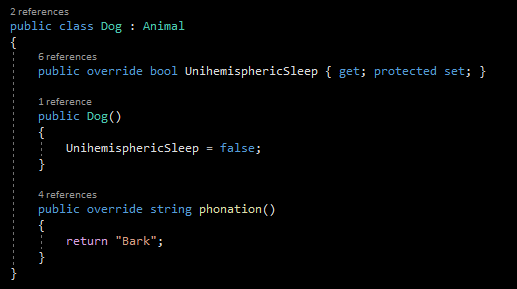 2 references
public class Dog : Animal
{
6 references
public override bool UnihemisphericSleep { get; protected set; }
1 reference
public Dog()
{
UnihemisphericSleep = false;
}
4 references
public override string phonation()
{
return "Bark";
}
}